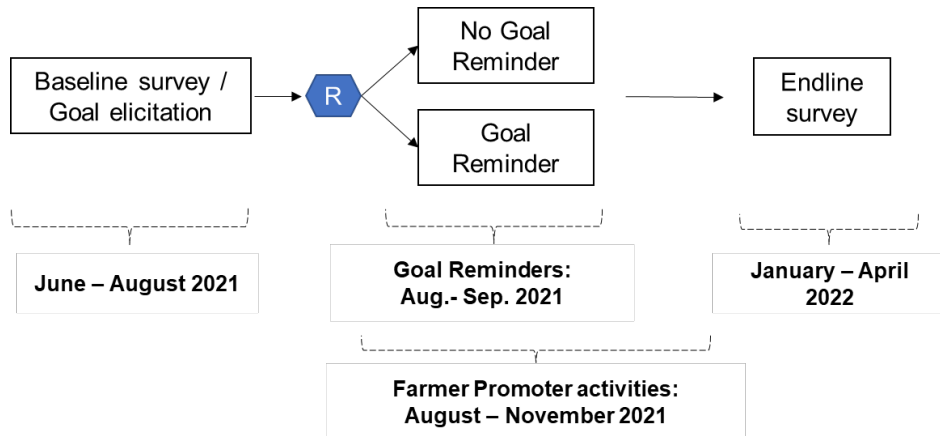 No Goal
Reminder
Baseline survey /
Goal elicitation
R
Goal
Reminder
Endline
survey
June – August 2021
Goal Reminders:
Aug.- Sep. 2021
January – April
2022
Farmer Promoter activities:
August – November 2021